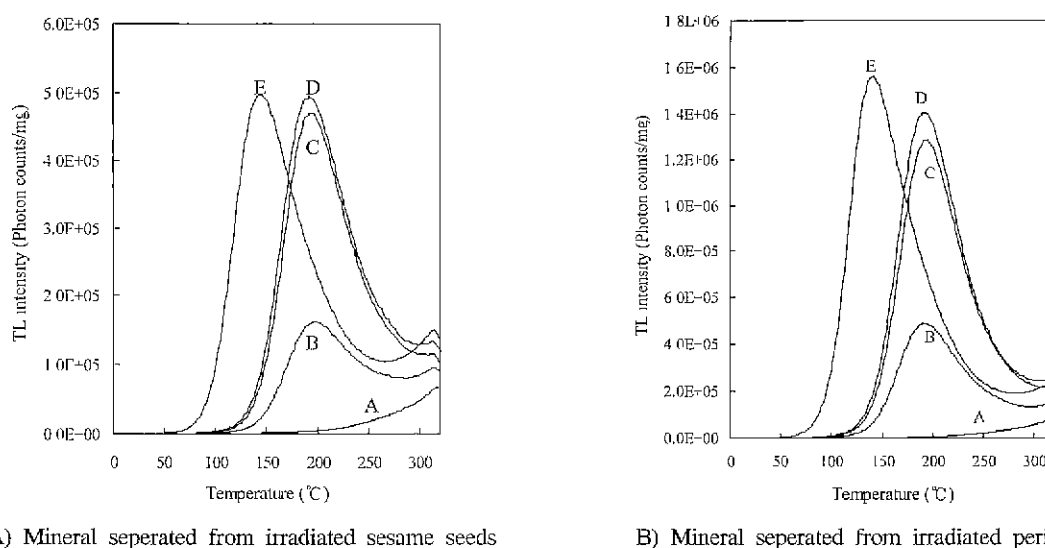 6.0E+05
5.0E+05
4.0E+05
3.0E+05
2.0E+05
1.0E+05
0.0E-00
TL intensity (Photon counts/mg)
E
D
C
B
A
0
50
100
150
200
250
300
Temperature (℃)
A) Mineral seperated from irradiated sesame seeds
1.8E+06
1.6E-06
1.4E-06
1.2E-06
1.0E-06
8.0E-05
6.0E-05
4.0E-05
2.0E-05
0.0E-00
TL intensity (Photon counts/mg)
E
D
C
B
A
0
50
100
150
200
250
300
Temperature (℃)
B) Mineral seperated from irradiated peri